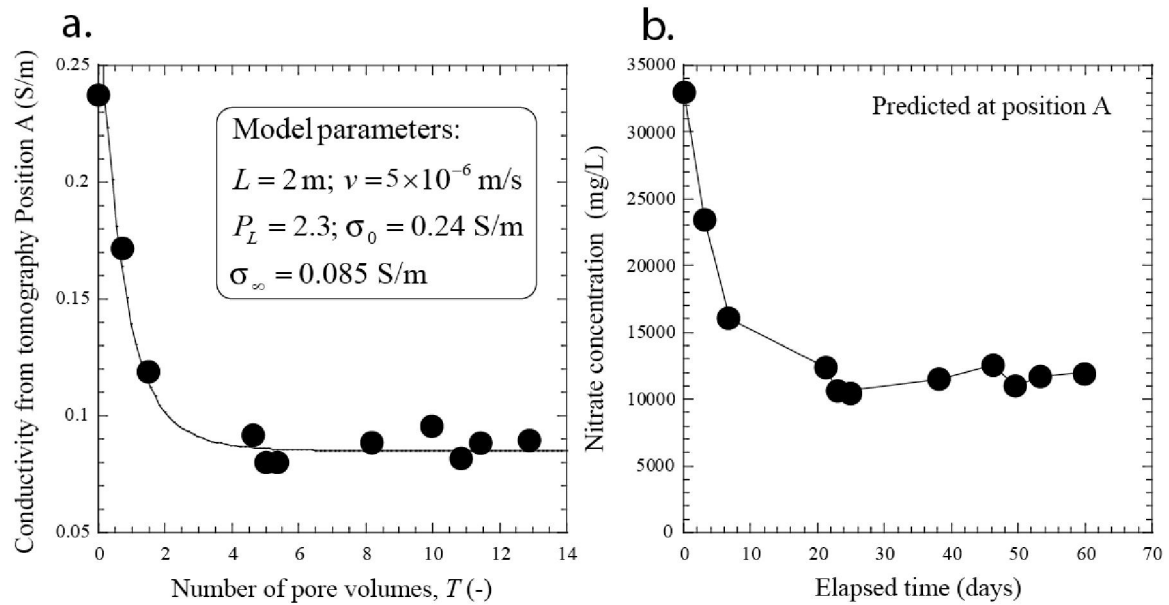 a.
Conductivity from tomography Position A (S/m)
0.25
0.2
0.15
0.1
0.05
Model parameters:
L = 2 m; v = 5×10⁻⁶ m/s
P_L = 2.3; σ₀ = 0.24 S/m
σ_∞ = 0.085 S/m
0 2 4 6 8 10 12 14
Number of pore volumes, T (-)
b.
Nitrate concentration (mg/L)
35000
30000
25000
20000
15000
10000
5000
0
Predicted at position A
0 10 20 30 40 50 60 70
Elapsed time (days)